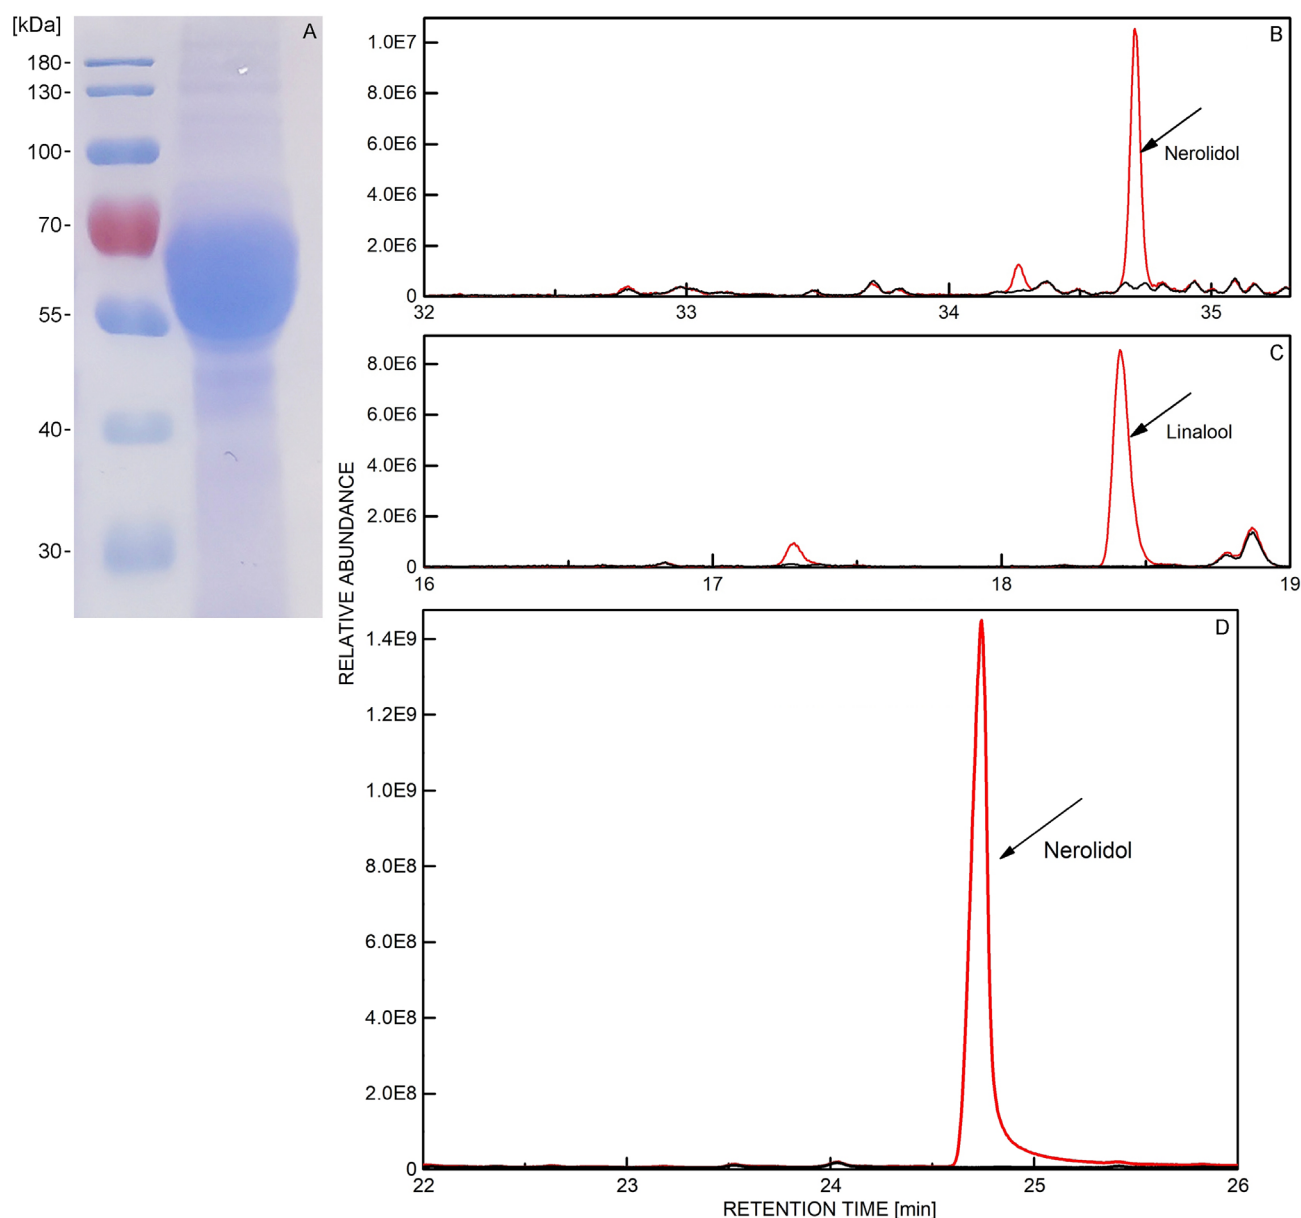 [kDa]
A
180-
130-
100-
70-
55-
40-
30-
B
1.0E7
8.0E6
6.0E6
4.0E6
2.0E6
0
Nerolidol
32 33 34 35
C
8.0E6
6.0E6
4.0E6
2.0E6
0
Linalool
16 17 18 19
RELATIVE ABUNDANCE
D
1.4E9
1.2E9
1.0E9
8.0E8
6.0E8
4.0E8
2.0E8
0
Nerolidol
22 23 24 25 26
RETENTION TIME [min]